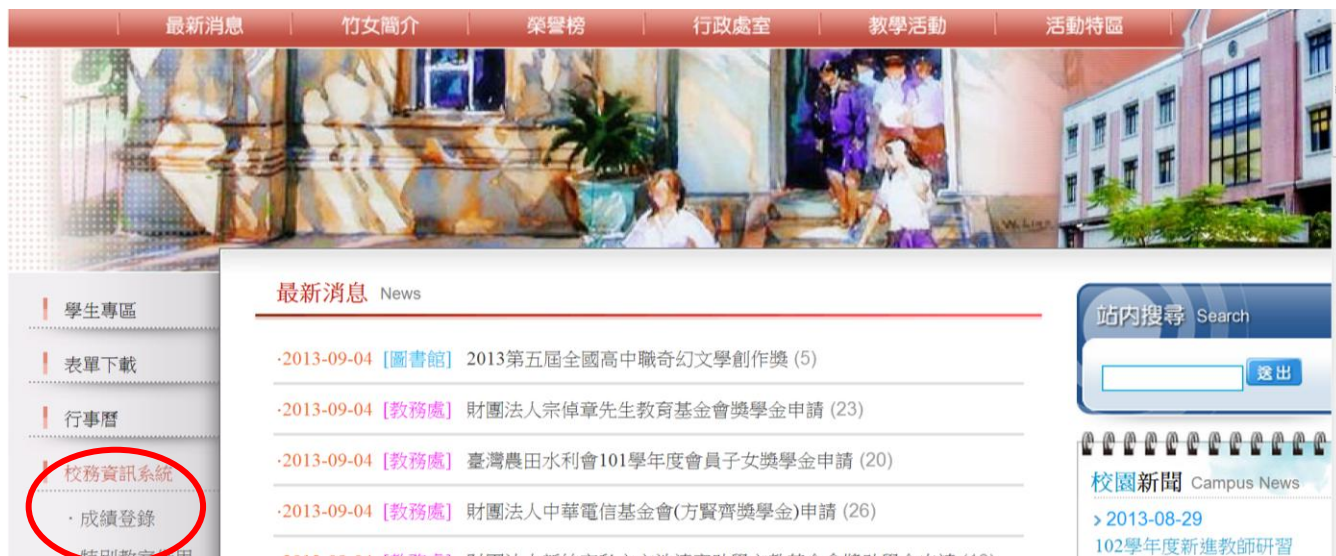 最新消息 竹女簡介 榮譽榜 行政處室 教學活動 活動特區
學生專區
表單下載
行事曆
校務資訊系統
·成績登錄
最新消息 News
·2013-09-04 [圖書館] 2013第五屆全國高中職奇幻文學創作獎 (5)
·2013-09-04 [教務處] 財團法人宗倬章先生教育基金會獎學金申請 (23)
·2013-09-04 [教務處] 臺灣農田水利會101學年度會員子女獎學金申請 (20)
·2013-09-04 [教務處] 財團法人中華電信基金會(方賢齊獎學金)申請 (26)
站內搜尋 Search
送出
校園新聞 Campus News
> 2013-08-29
102學年度新進教師研習